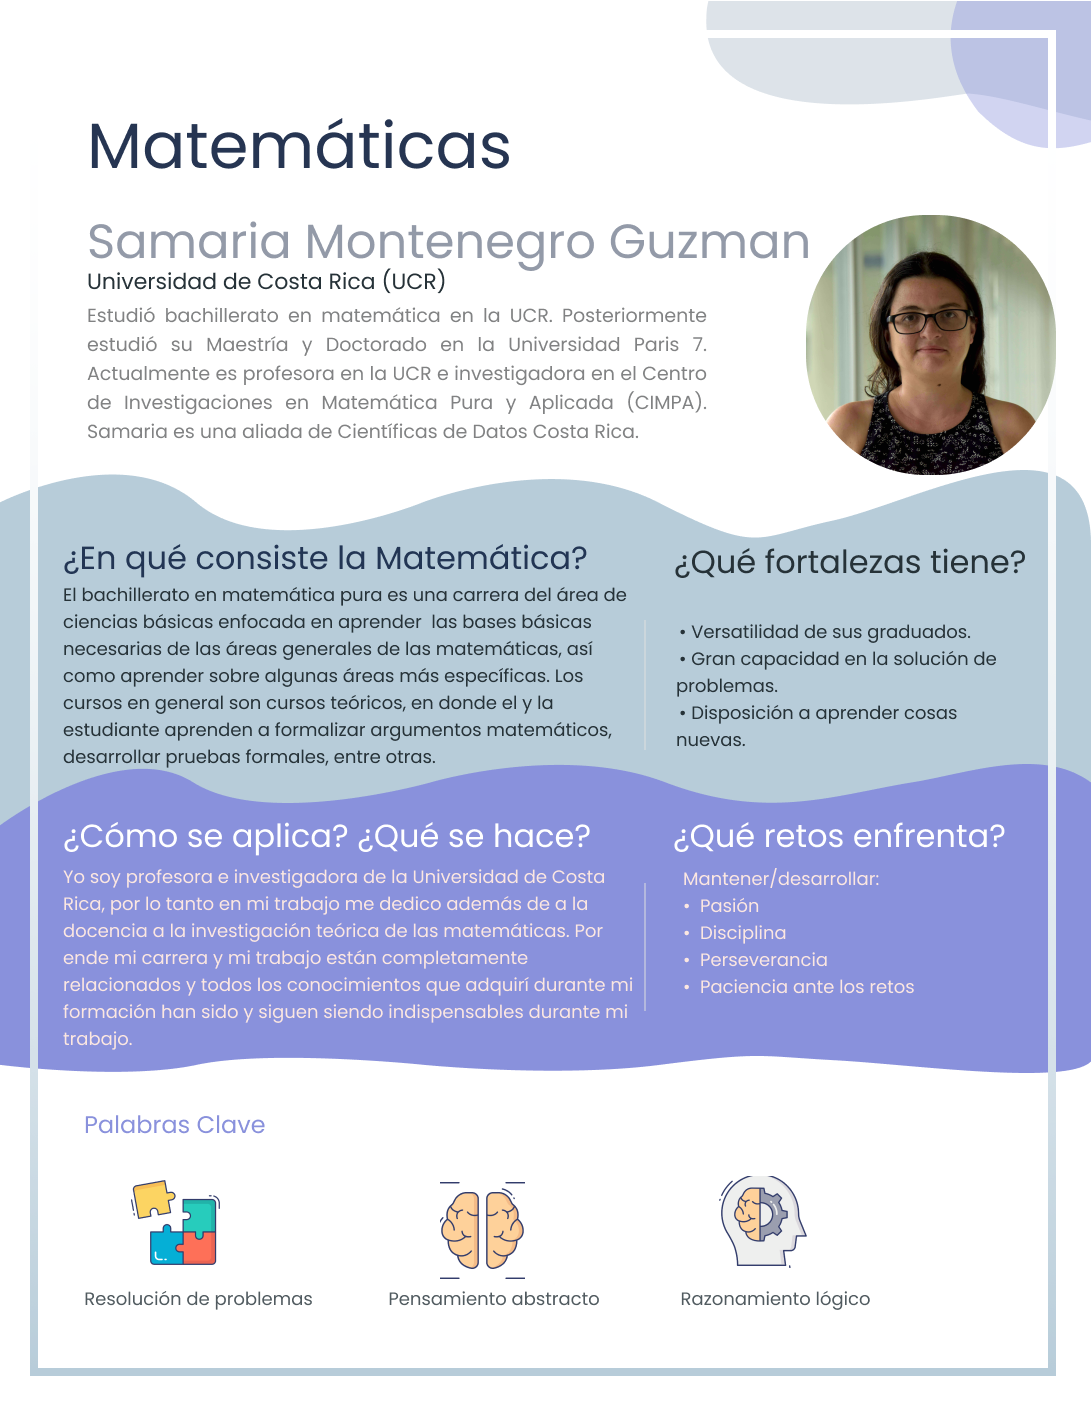 Matemáticas
Samaria Montenegro Guzman
Universidad de Costa Rica (UCR)
Estudió bachillerato en matemática en la UCR. Posteriormente
estudió su Maestría y Doctorado en la Universidad Paris 7.
Actualmente es profesora en la UCR e investigadora en el Centro
de Investigaciones en Matemática Pura y Aplicada (CIMPA).
Samaria es una aliada de Científicas de Datos Costa Rica.
¿En qué consiste la Matemática?
El bachillerato en matemática pura es una carrera del área de
ciencias básicas enfocada en aprender  las bases básicas
necesarias de las áreas generales de las matemáticas, así
como aprender sobre algunas áreas más específicas. Los
cursos en general son cursos teóricos, en donde el y la
estudiante aprenden a formalizar argumentos matemáticos,
desarrollar pruebas formales, entre otras.
¿Qué fortalezas tiene?
• Versatilidad de sus graduados.
• Gran capacidad en la solución de
problemas.
• Disposición a aprender cosas
nuevas.
¿Cómo se aplica? ¿Qué se hace?
Yo soy profesora e investigadora de la Universidad de Costa
Rica, por lo tanto en mi trabajo me dedico además de a la
docencia a la investigación teórica de las matemáticas. Por
ende mi carrera y mi trabajo están completamente
relacionados y todos los conocimientos que adquirí durante mi
formación han sido y siguen siendo indispensables durante mi
trabajo.
¿Qué retos enfrenta?
Mantener/desarrollar:
• Pasión
• Disciplina
• Perseverancia
• Paciencia ante los retos
Palabras Clave
Resolución de problemas
Pensamiento abstracto
Razonamiento lógico